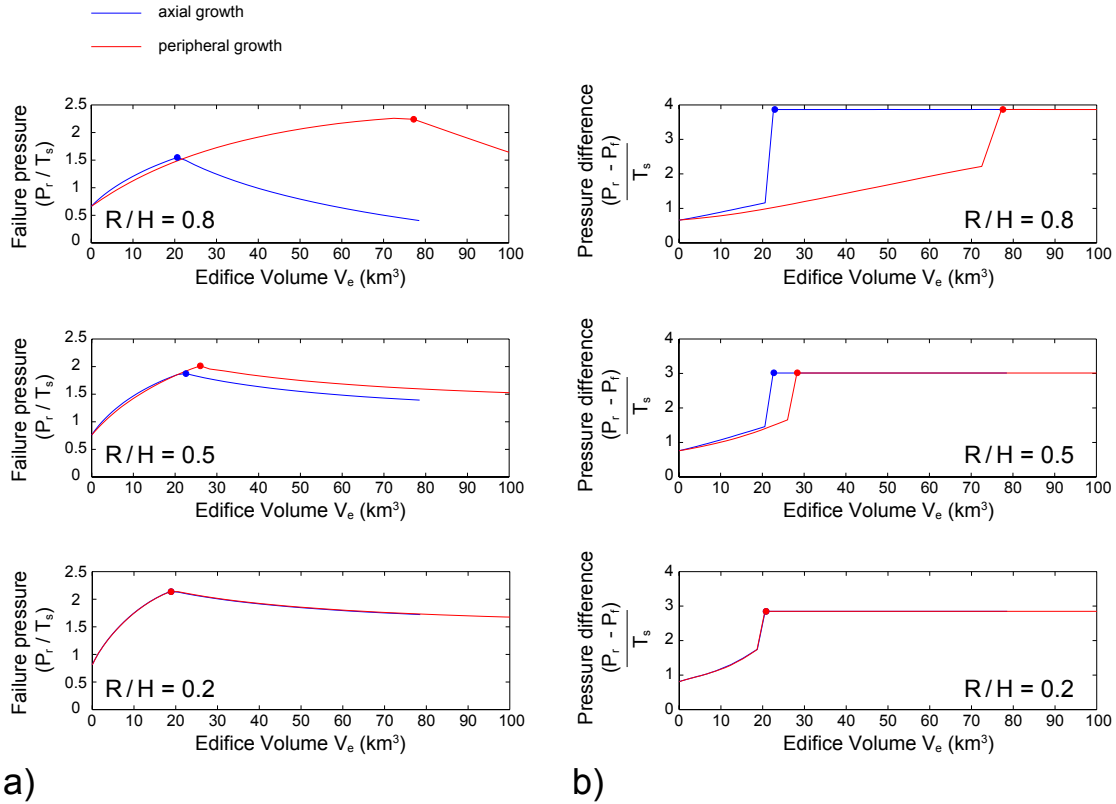 axial growth
peripheral growth
Failure pressure
(Pᵣ / Tₛ)
2.5
2
1.5
1
0.5
0
R / H = 0.8
0 10 20 30 40 50 60 70 80 90 100
Edifice Volume Vₑ (km³)
Failure pressure
(Pᵣ / Tₛ)
2.5
2
1.5
1
0.5
0
R / H = 0.5
0 10 20 30 40 50 60 70 80 90 100
Edifice Volume Vₑ (km³)
Failure pressure
(Pᵣ / Tₛ)
2.5
2
1.5
1
0.5
0
R / H = 0.2
0 10 20 30 40 50 60 70 80 90 100
Edifice Volume Vₑ (km³)
a)
Pressure difference
(Pᵣ - P_f)
Tₛ
4
3
2
1
0
R / H = 0.8
0 10 20 30 40 50 60 70 80 90 100
Edifice Volume Vₑ (km³)
Pressure difference
(Pᵣ - P_f)
Tₛ
4
3
2
1
0
R / H = 0.5
0 10 20 30 40 50 60 70 80 90 100
Edifice Volume Vₑ (km³)
Pressure difference
(Pᵣ - P_f)
Tₛ
4
3
2
1
0
R / H = 0.2
0 10 20 30 40 50 60 70 80 90 100
Edifice Volume Vₑ (km³)
b)